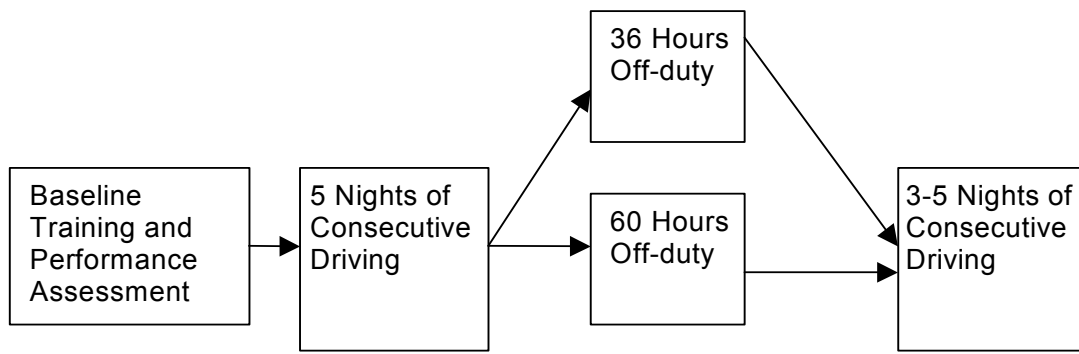 Baseline
Training and
Performance
Assessment
5 Nights of
Consecutive
Driving
36 Hours
Off-duty
60 Hours
Off-duty
3-5 Nights of
Consecutive
Driving